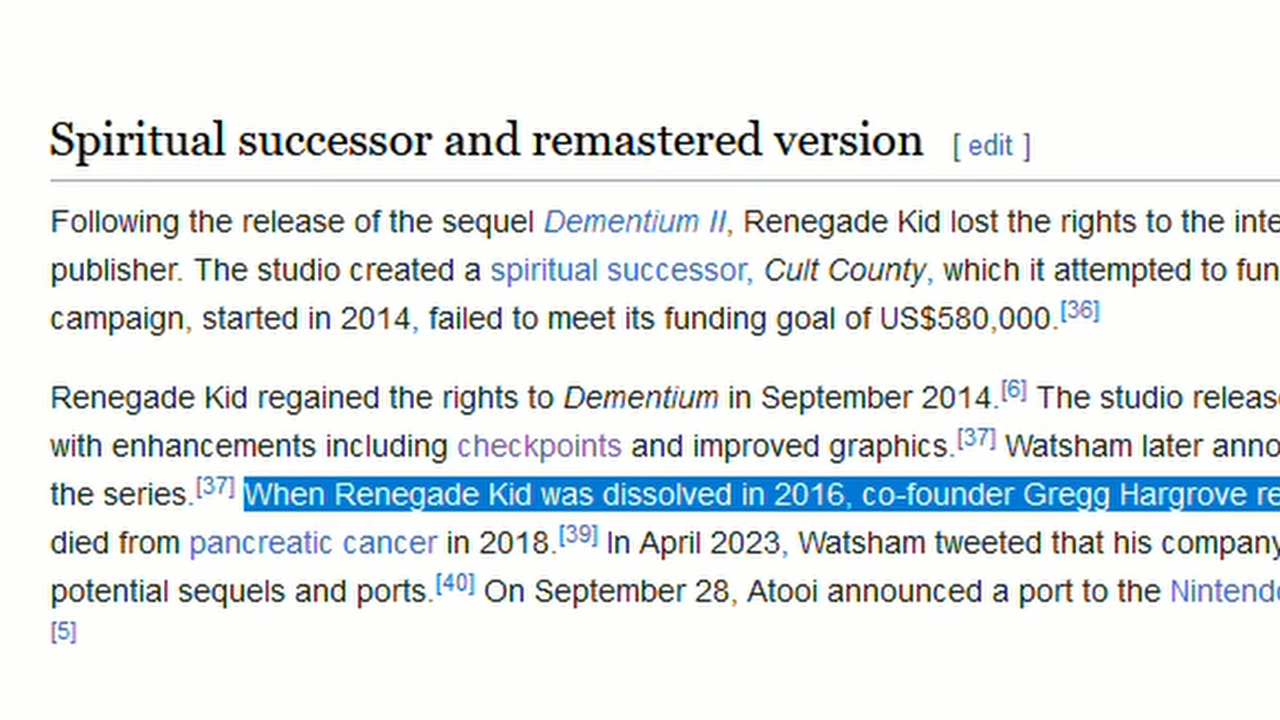 Spiritual successor and remastered version [ edit ]
Following the release of the sequel Dementium II, Renegade Kid lost the rights to the inte
publisher. The studio created a spiritual successor, Cult County, which it attempted to fun
campaign, started in 2014, failed to meet its funding goal of US$580,000.[36]
Renegade Kid regained the rights to Dementium in September 2014.[6] The studio releas
with enhancements including checkpoints and improved graphics.[37] Watsham later anno
the series.[37] When Renegade Kid was dissolved in 2016, co-founder Gregg Hargrove re
died from pancreatic cancer in 2018.[39] In April 2023, Watsham tweeted that his company
potential sequels and ports.[40] On September 28, Atooi announced a port to the Nintend
[5]